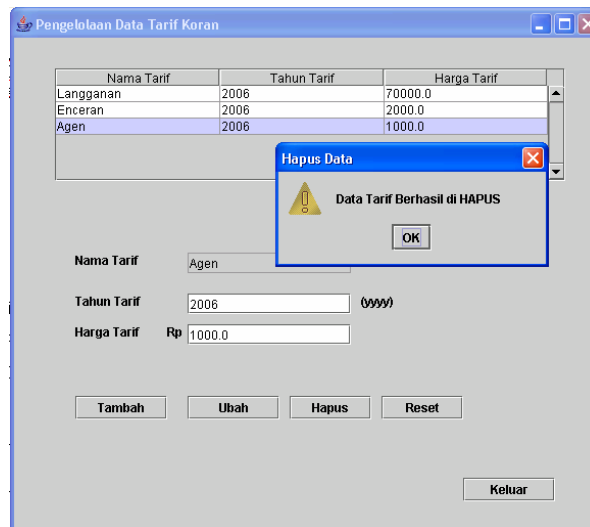 Pengelolaan Data Tarif Koran
Nama Tarif Tahun Tarif Harga Tarif
Langganan 2006 70000.0
Enceran 2006 2000.0
Agen 2006 1000.0
Hapus Data
Data Tarif Berhasil di HAPUS
OK
Nama Tarif Agen
Tahun Tarif 2006 (yyyy)
Harga Tarif Rp 1000.0
Tambah Ubah Hapus Reset
Keluar